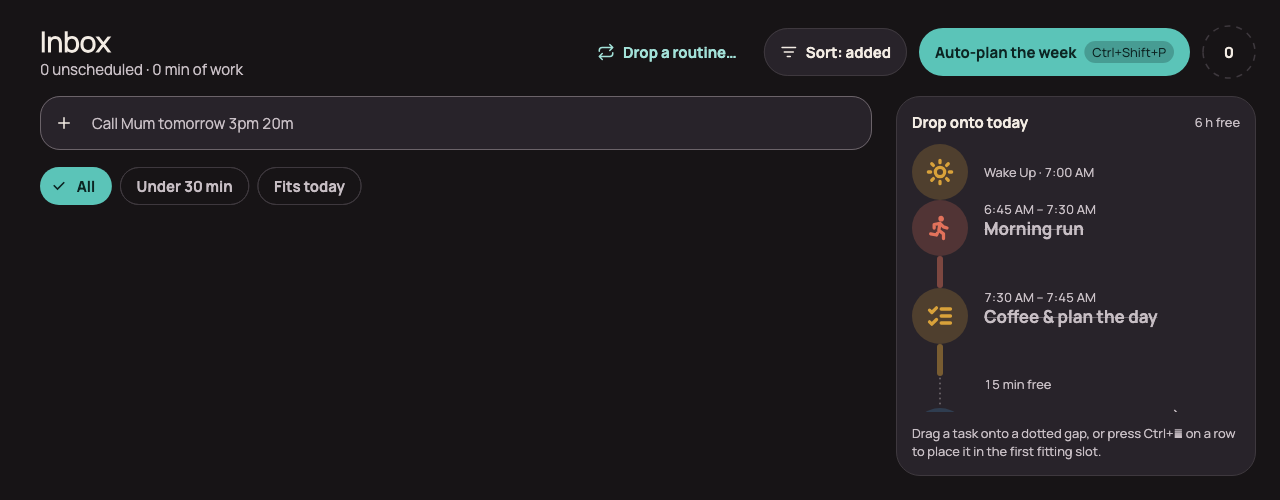 Inbox
0 unscheduled · 0 min of work
Drop a routine...
Sort: added
Auto-plan the week Ctrl+Shift+P
0
Call Mum tomorrow 3pm 20m
All
Under 30 min
Fits today
Drop onto today
6 h free
Wake Up · 7:00 AM
6:45 AM – 7:30 AM
Morning run
7:30 AM – 7:45 AM
Coffee & plan the day
15 min free
Drag a task onto a dotted gap, or press Ctrl+ on a row
to place it in the first fitting slot.